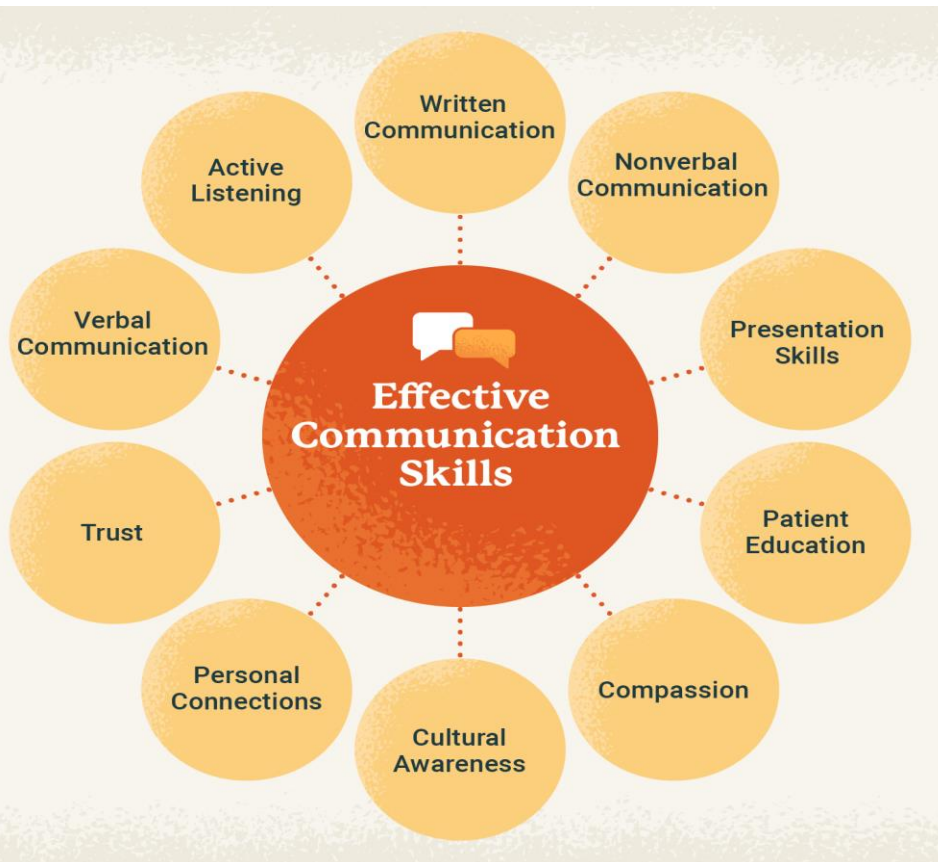 Effective
Communication
Skills
Written
Communication
Nonverbal
Communication
Presentation
Skills
Patient
Education
Compassion
Cultural
Awareness
Personal
Connections
Trust
Verbal
Communication
Active
Listening